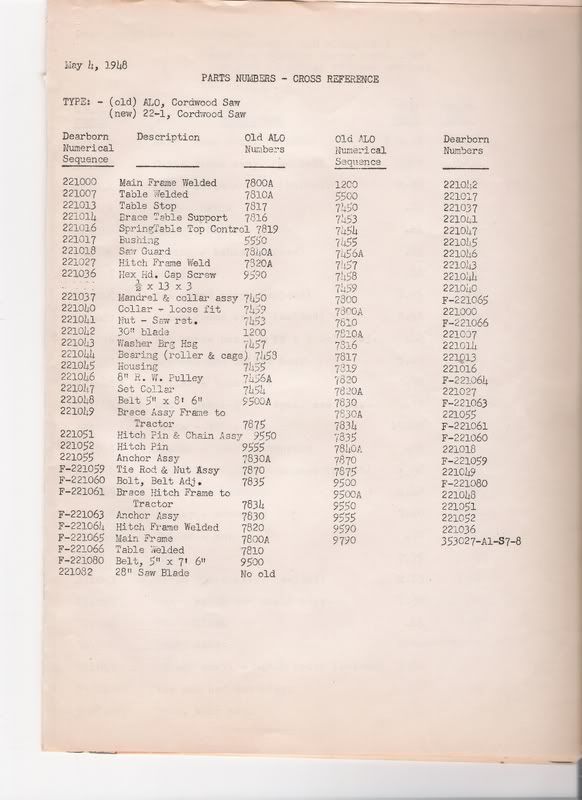 May 4, 1948
PARTS NUMBERS - CROSS REFERENCE
TYPE: - (old) ALO, Cordwood Saw
(new) 22-1, Cordwood Saw
Dearborn Description Old ALO
Numerical Numbers
Sequence
221000 Main Frame Welded 7800A
221007 Table Welded 7810A
221013 Table Stop 7817
221014 Brace Table Support 7816
221016 SpringTable Top Control 7819
221017 Bushing 5550
221018 Saw Guard 7840A
221027 Hitch Frame Weld 7820A
221036 Hex Hd. Cap Screw 9590
½ x 13 x 3
221037 Mandrel & collar assy 7450
221040 Collar - loose fit 7459
221041 Nut - Saw ret. 7453
221042 30" blade 1200
221043 Washer Brg Hsg 7457
221044 Bearing (roller & cage) 7458
221045 Housing 7455
221046 8" R. W. Pulley 7456A
221047 Set Collar 7454
221048 Belt 5" x 8' 6" 9500A
221049 Brace Assy Frame to
Tractor 7875
221051 Hitch Pin & Chain Assy 9550
221052 Hitch Pin 9555
221055 Anchor Assy 7830A
F-221059 Tie Rod & Nut Assy 7870
F-221060 Bolt, Belt Adj. 7835
F-221061 Brace Hitch Frame to
Tractor 7834
F-221063 Anchor Assy 7830
F-221064 Hitch Frame Welded 7820
F-221065 Main Frame 7800A
F-221066 Table Welded 7810
F-221080 Belt, 5" x 7' 6" 9500
221082 28" Saw Blade No old
Old ALO Dearborn
Numerical Numbers
Sequence
1200 221042
5500 221017
7450 221037
7453 221041
7454 221047
7455 221045
7456A 221046
7457 221043
7458 221044
7459 221040
7800 F-221065
7800A 221000
7810 F-221066
7810A 221007
7816 221014
7817 221013
7819 221016
7820 F-221064
7820A 221027
7830 F-221063
7830A 221055
7834 F-221061
7835 F-221060
7840A 221018
7870 F-221059
7875 221049
9500 F-221080
9500A 221048
9550 221051
9555 221052
9590 221036
9790 353027-A1-S7-8